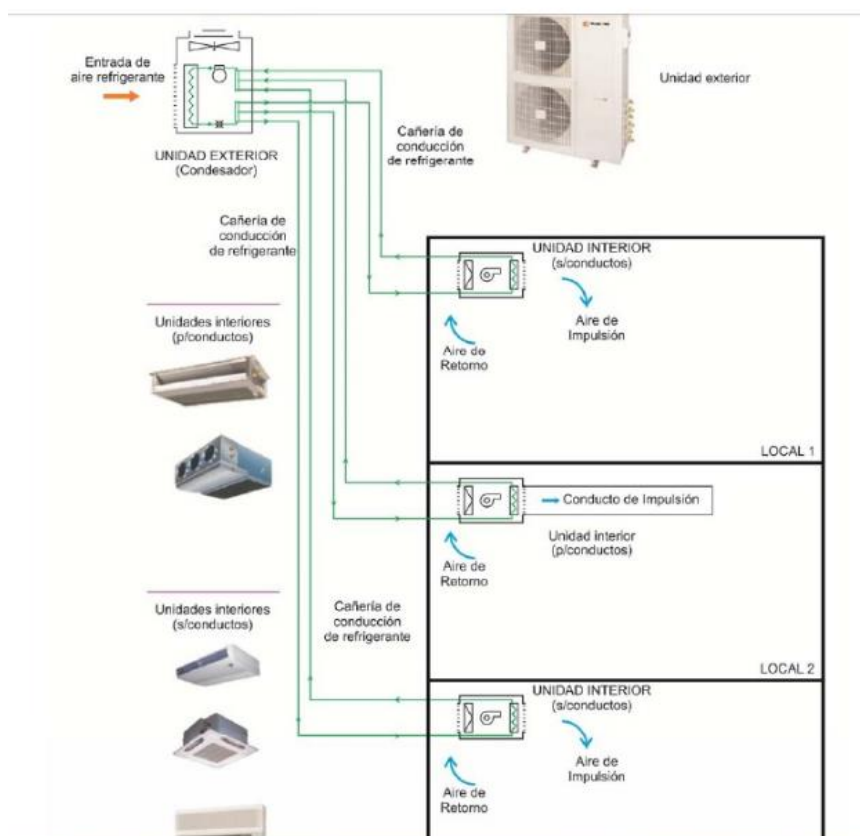 Entrada de
aire refrigerante
UNIDAD EXTERIOR
(Condesador)
Unidad exterior
Cañería de
conducción
de refrigerante
Cañería de
conducción
de refrigerante
UNIDAD INTERIOR
(s/conductos)
Aire de
Impulsión
Aire de
Retorno
LOCAL 1
Unidades interiores
(p/conductos)
Conducto de Impulsión
Unidad interior
(p/conductos)
Aire de
Retorno
LOCAL 2
Unidades interiores
(s/conductos)
Cañería de
conducción
de refrigerante
UNIDAD INTERIOR
(s/conductos)
Aire de
Impulsión
Aire de
Retorno